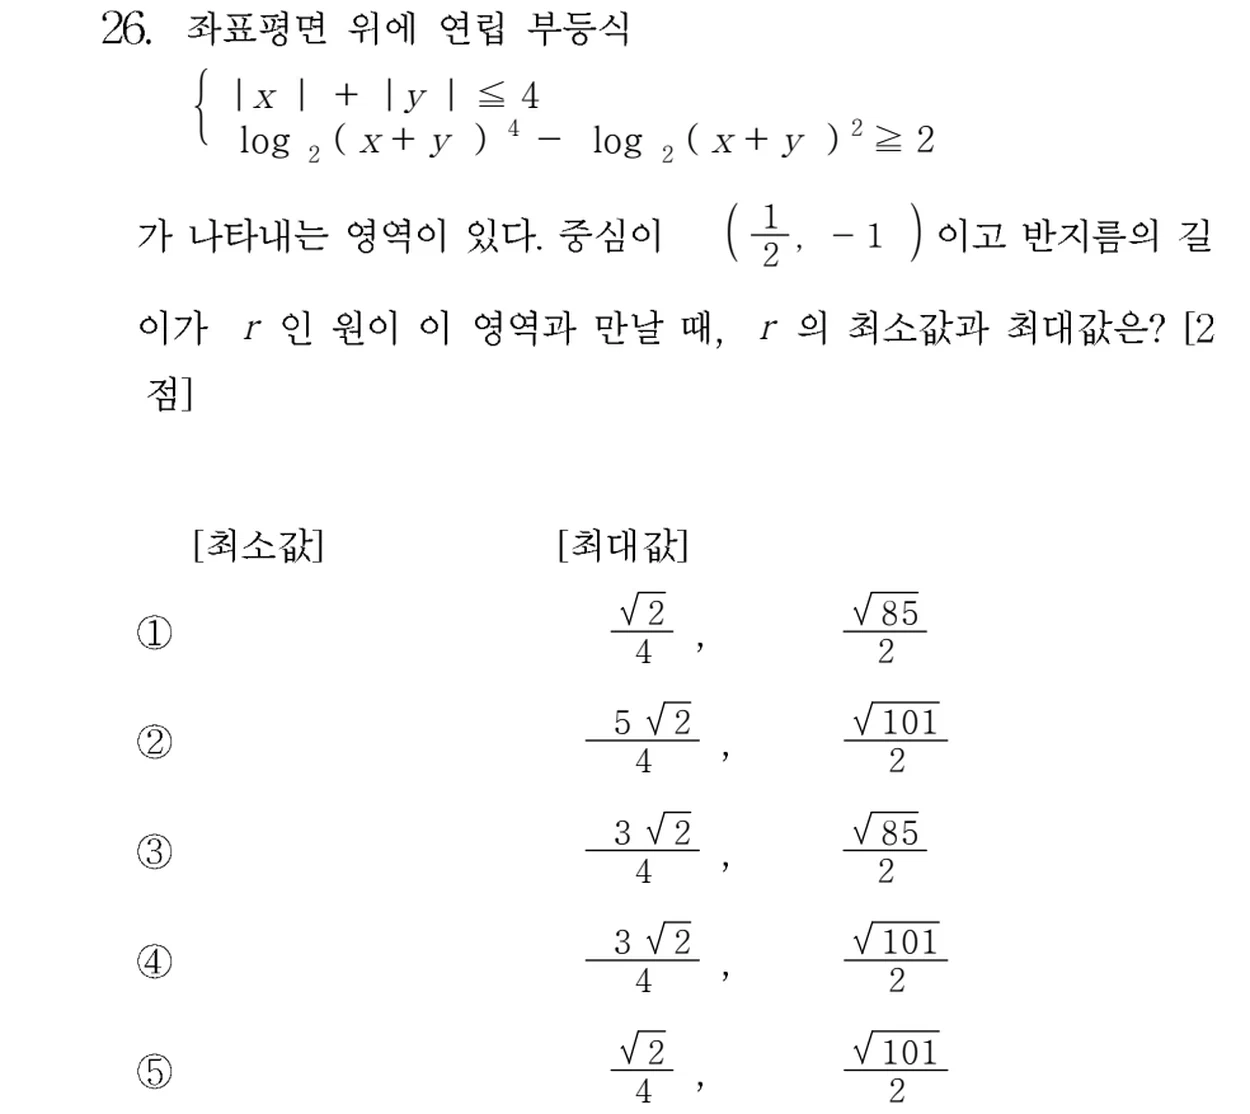 26. 좌표평면 위에 연립 부등식
{ |x| + |y| ≦ 4
log₂(x+y)⁴ − log₂(x+y)² ≧ 2
가 나타내는 영역이 있다. 중심이 (1/2, −1)이고 반지름의 길
이가 r인 원이 이 영역과 만날 때, r의 최소값과 최대값은? [2
점]
[최소값] [최대값]
① √2/4, √85/2
② 5√2/4, √101/2
③ 3√2/4, √85/2
④ 3√2/4, √101/2
⑤ √2/4, √101/2